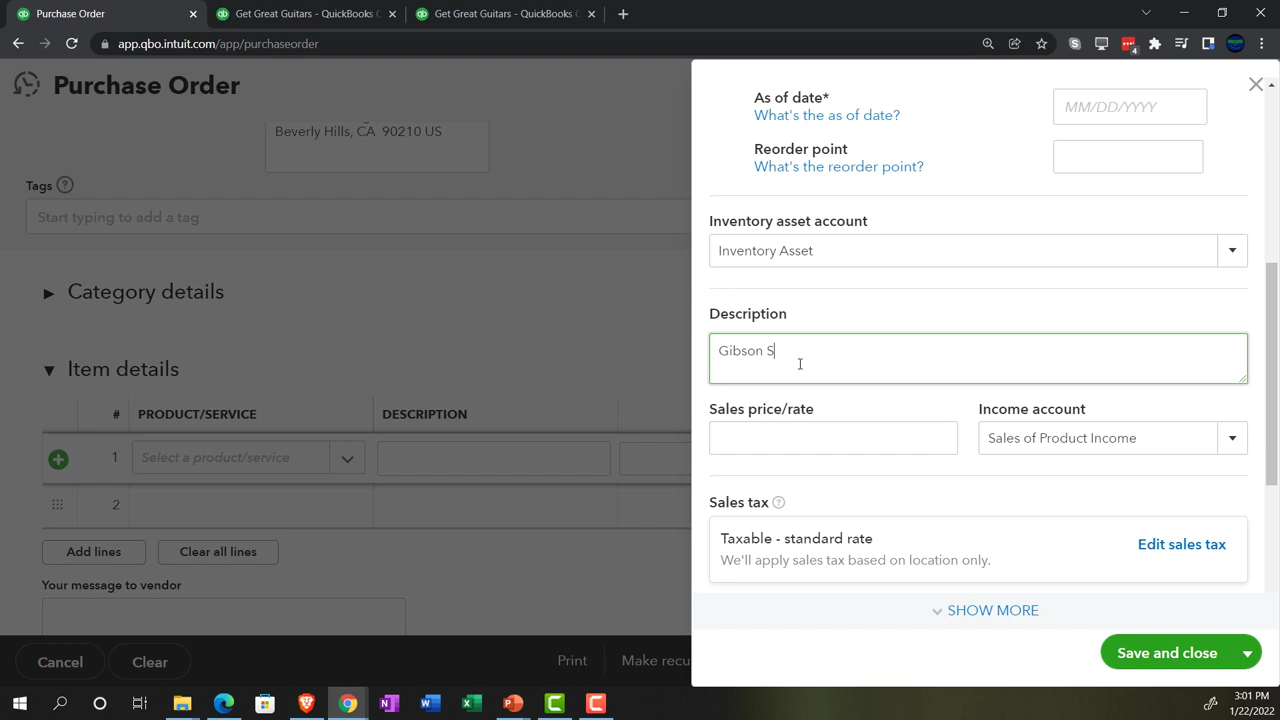 Purchase Order
Get Great Guitars - QuickBooks C
Get Great Guitars - QuickBooks C
app.qbo.intuit.com/app/purchaseorder
4
Purchase Order
Beverly Hills, CA 90210 US
Tags
Start typing to add a tag
Category details
Item details
# PRODUCT/SERVICE DESCRIPTION
1 Select a product/service
2
Add lines Clear all lines
Your message to vendor
Cancel Clear Print Make recu
As of date*
What's the as of date?
MM/DD/YYYY
Reorder point
What's the reorder point?
Inventory asset account
Inventory Asset
Description
Gibson S
Sales price/rate Income account
Sales of Product Income
Sales tax
Taxable - standard rate
We'll apply sales tax based on location only.
Edit sales tax
SHOW MORE
Save and close
3:01 PM
1/22/2022